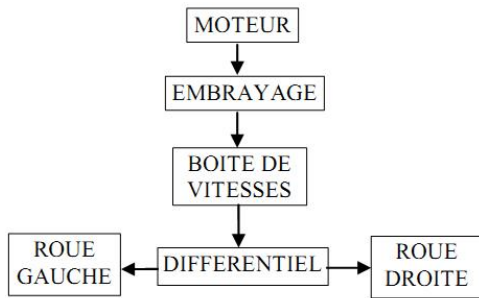 MOTEUR
EMBRAYAGE
BOITE DE
VITESSES
ROUE
GAUCHE
DIFFERENTIEL
ROUE
DROITE